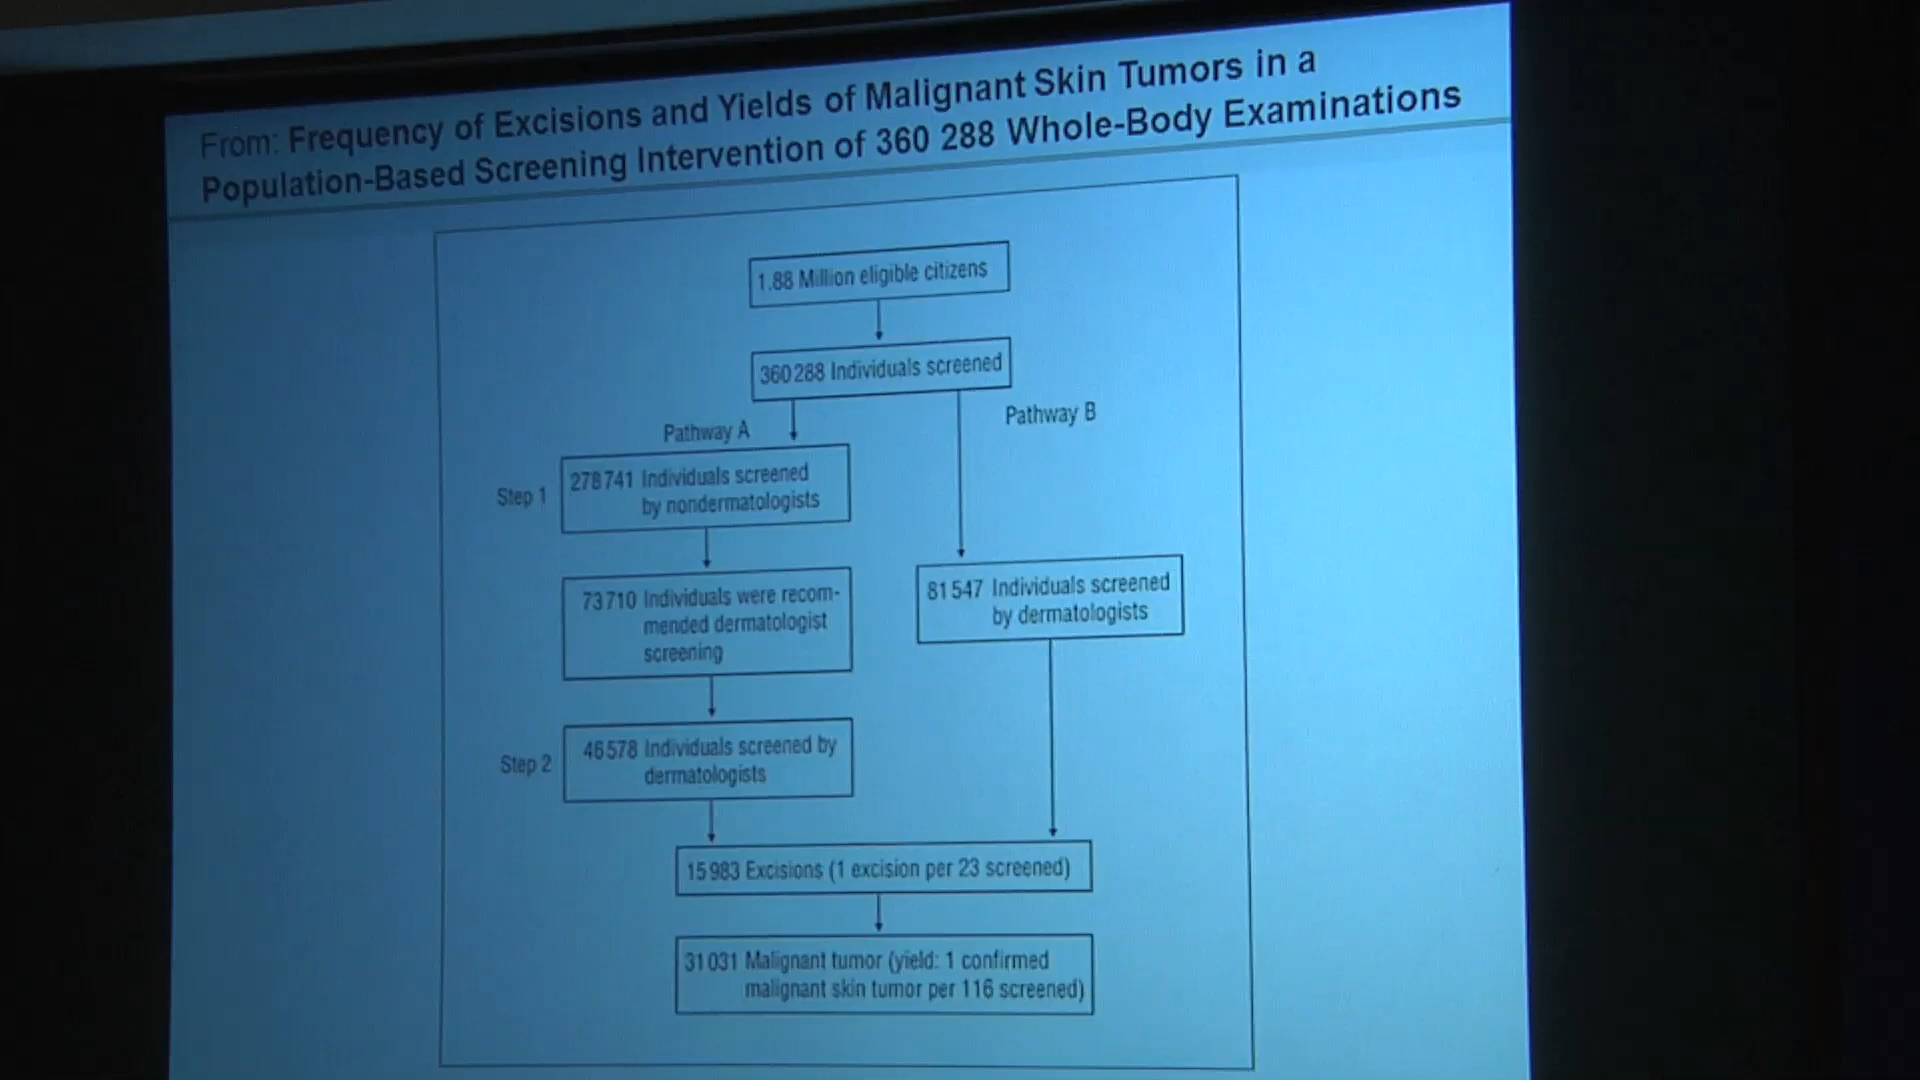 From: Frequency of Excisions and Yields of Malignant Skin Tumors in a
Population-Based Screening Intervention of 360 288 Whole-Body Examinations
1.88 Million eligible citizens
360 288 Individuals screened
Pathway A
Pathway B
Step 1
278 741 Individuals screened
by nondermatologists
73 710 Individuals were recom-
mended dermatologist
screening
81 547 Individuals screened
by dermatologists
Step 2
46 578 Individuals screened by
dermatologists
15 983 Excisions (1 excision per 23 screened)
31 031 Malignant tumor (yield: 1 confirmed
malignant skin tumor per 116 screened)